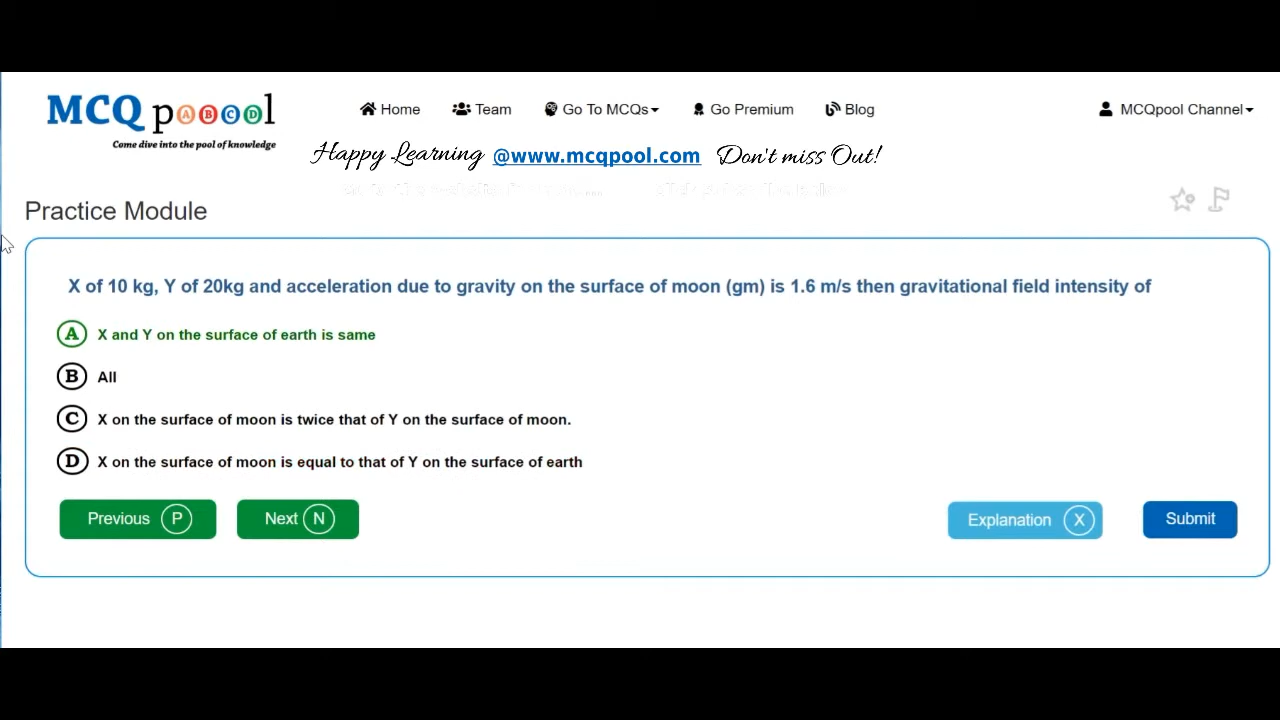 MCQ pooool
Come dive into the pool of knowledge
Home Team Go To MCQs Go Premium Blog MCQpool Channel
Happy Learning @www.mcqpool.com Don't miss Out!
Practice Module
X of 10 kg, Y of 20kg and acceleration due to gravity on the surface of moon (gm) is 1.6 m/s then gravitational field intensity of
A X and Y on the surface of earth is same
B All
C X on the surface of moon is twice that of Y on the surface of moon.
D X on the surface of moon is equal to that of Y on the surface of earth
Previous P Next N Explanation X Submit